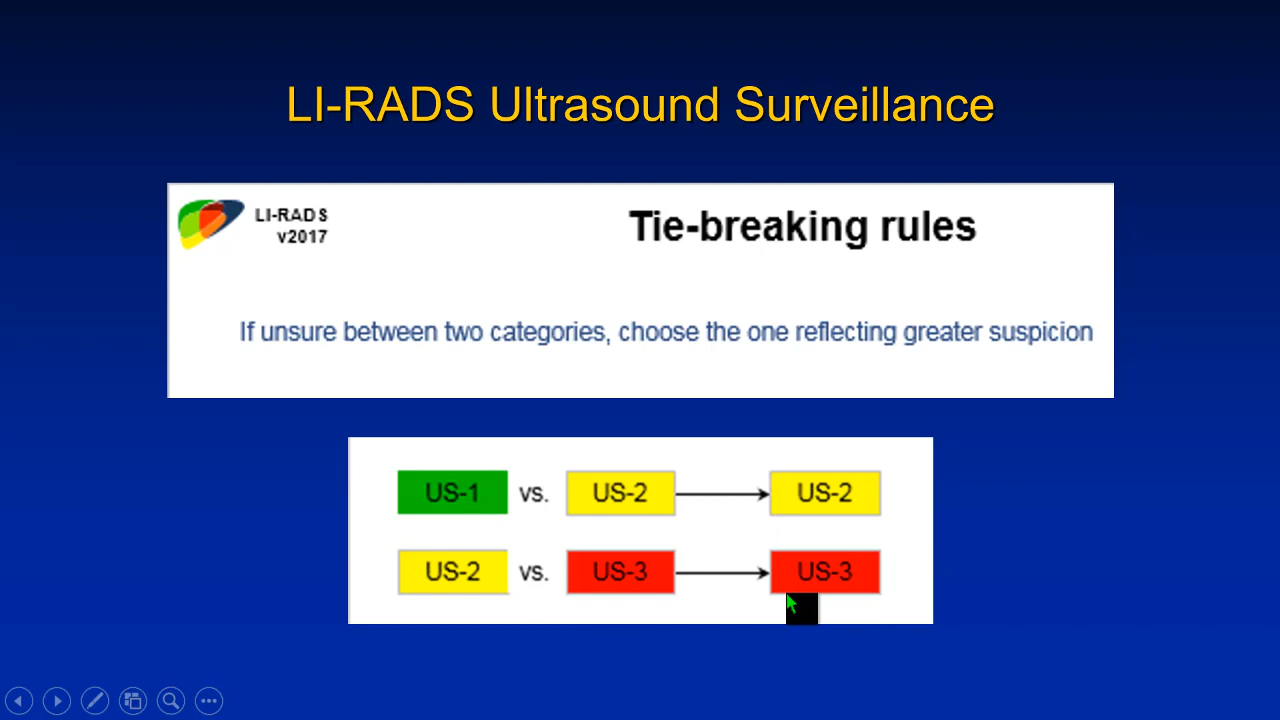 LI-RADS Ultrasound Surveillance
LI-RADS
v2017
Tie-breaking rules
If unsure between two categories, choose the one reflecting greater suspicion
US-1 vs. US-2 US-2
US-2 vs. US-3 US-3